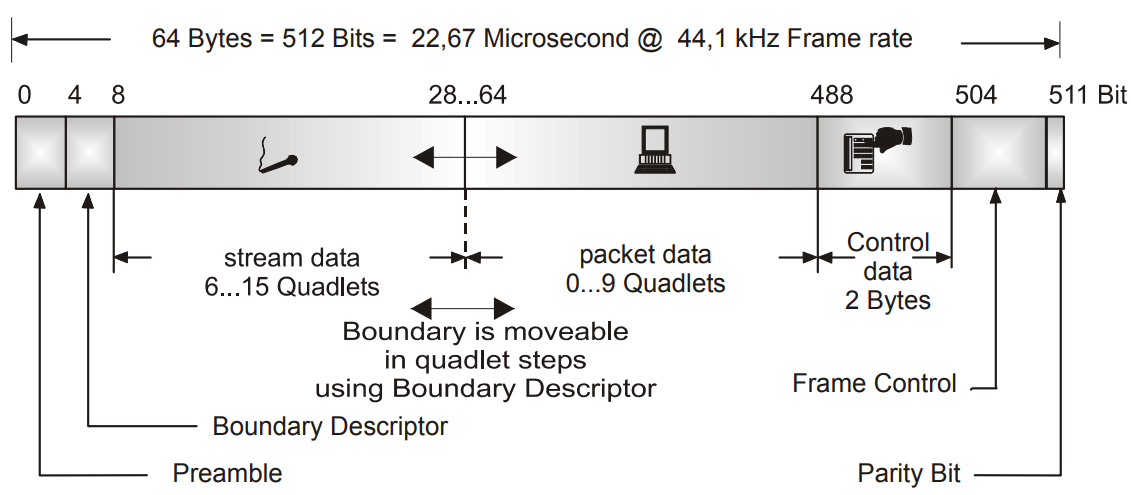 64 Bytes = 512 Bits = 22,67 Microsecond @ 44,1 kHz Frame rate
0 4 8 28...64 488 504 511 Bit
stream data
6...15 Quadlets
packet data
0...9 Quadlets
Control
data
2 Bytes
Boundary is moveable
in quadlet steps
using Boundary Descriptor
Frame Control
Boundary Descriptor
Preamble
Parity Bit